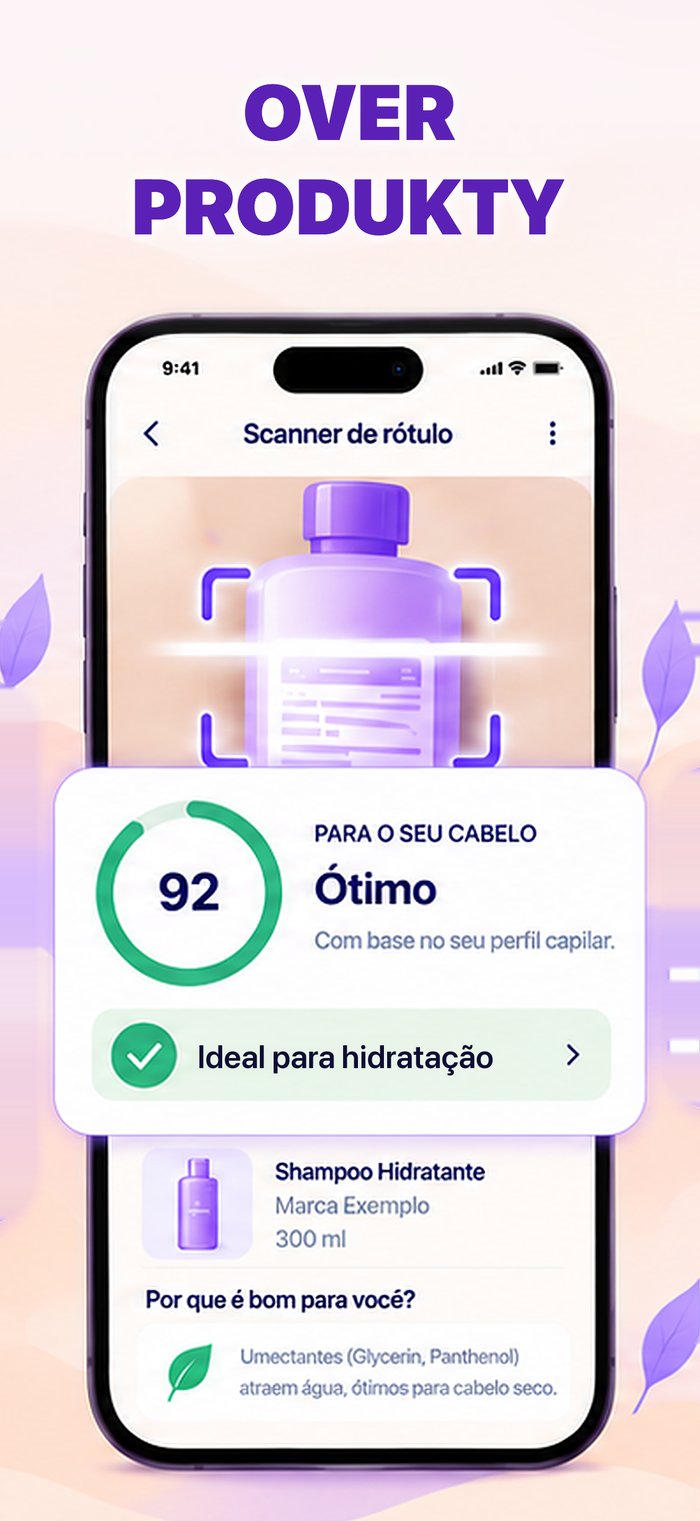 OVER
PRODUKTY
9:41
Scanner de rótulo
92
PARA O SEU CABELO
Ótimo
Com base no seu perfil capilar.
Ideal para hidratação
Shampoo Hidratante
Marca Exemplo
300 ml
Por que é bom para você?
Umectantes (Glycerin, Panthenol)
atraem água, ótimos para cabelo seco.